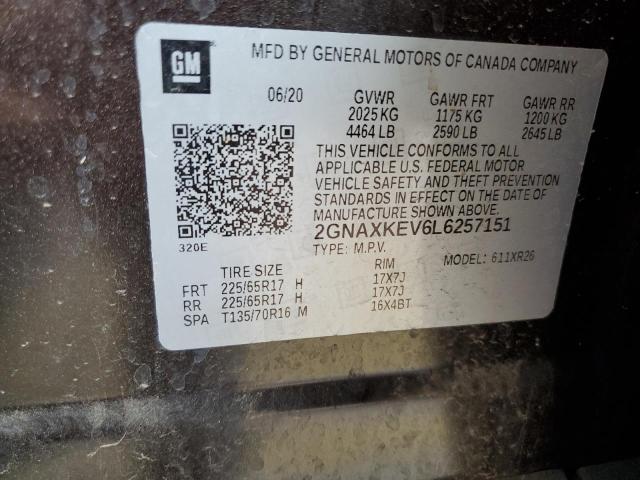 GM
MFD BY GENERAL MOTORS OF CANADA COMPANY
06/20 GVWR GAWR FRT GAWR RR
2025 KG 1175 KG 1200 KG
4464 LB 2590 LB 2645 LB
THIS VEHICLE CONFORMS TO ALL
APPLICABLE U.S. FEDERAL MOTOR
VEHICLE SAFETY AND THEFT PREVENTION
STANDARDS IN EFFECT ON THE DATE OF
MANUFACTURE SHOWN ABOVE.
320E
2GNAXKEV6L6257151
TYPE: M.P.V. MODEL: 611XR26
TIRE SIZE RIM
FRT 225/65R17 H 17X7J
RR 225/65R17 H 17X7J
SPA T135/70R16 M 16X4BT